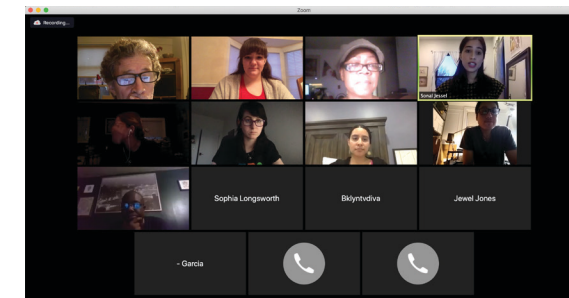 Zoom
Recording...
Sonal Jessel
Sophia Longsworth
Bklyntvdiva
Jewel Jones
- Garcia